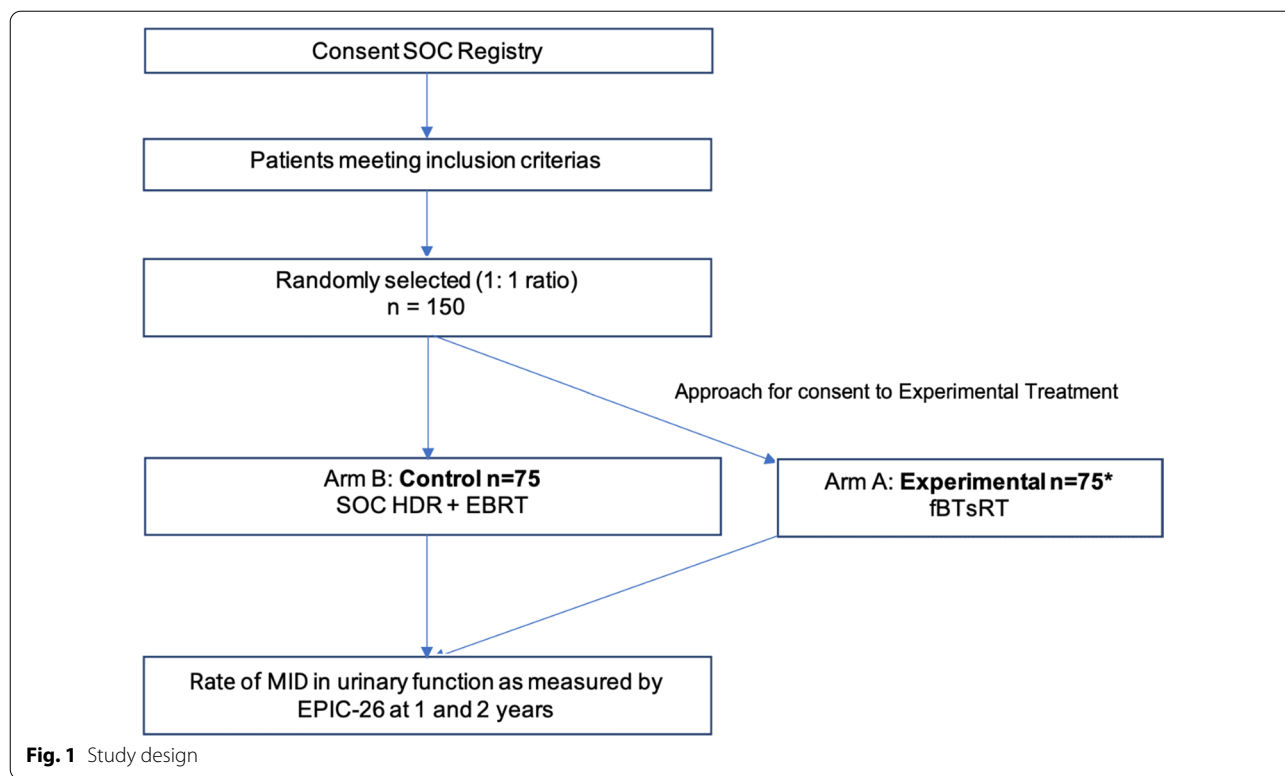 Consent SOC Registry
Patients meeting inclusion criterias
Randomly selected (1: 1 ratio)
n = 150
Approach for consent to Experimental Treatment
Arm B: Control n=75
SOC HDR + EBRT
Arm A: Experimental n=75*
fBTsRT
Rate of MID in urinary function as measured by
EPIC-26 at 1 and 2 years
Fig. 1 Study design